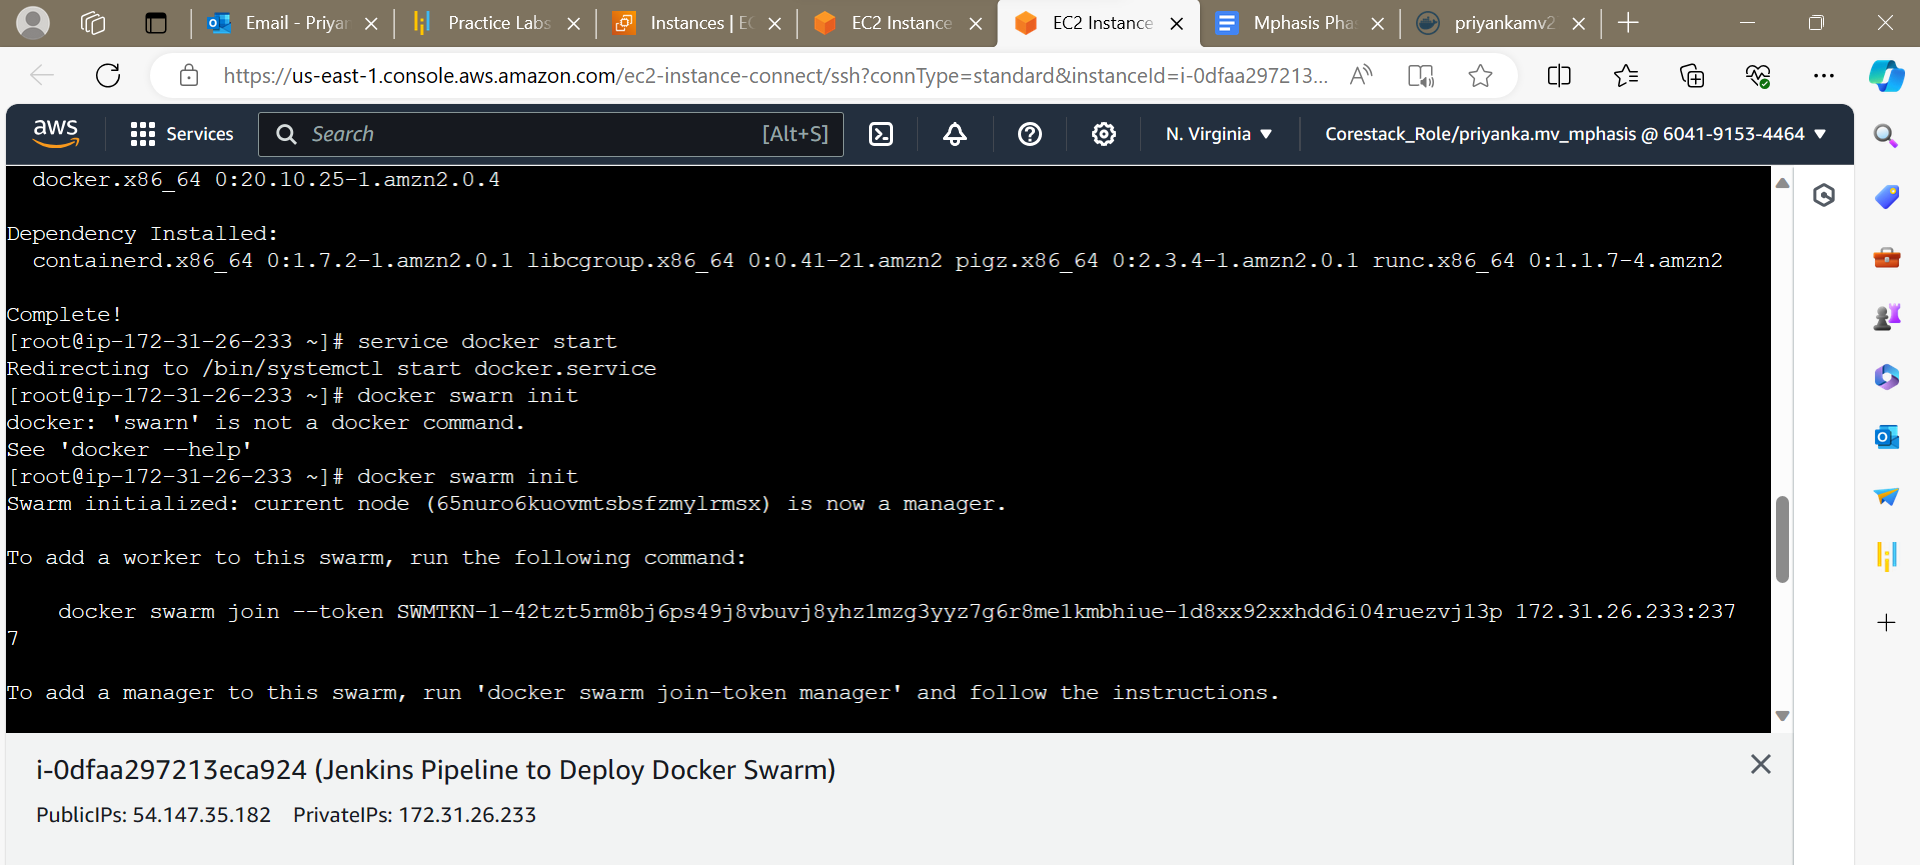 Email - Priyar
Practice Labs
Instances | EC
EC2 Instance
EC2 Instance
Mphasis Pha
priyankamv2
https://us-east-1.console.aws.amazon.com/ec2-instance-connect/ssh?connType=standard&instanceId=i-0dfaa297213...
aws
Services
Search
[Alt+S]
N. Virginia ▼
Corestack_Role/priyanka.mv_mphasis @ 6041-9153-4464 ▼
docker.x86_64 0:20.10.25-1.amzn2.0.4
Dependency Installed:
containerd.x86_64 0:1.7.2-1.amzn2.0.1 libcgroup.x86_64 0:0.41-21.amzn2 pigz.x86_64 0:2.3.4-1.amzn2.0.1 runc.x86_64 0:1.1.7-4.amzn2
Complete!
[root@ip-172-31-26-233 ~]# service docker start
Redirecting to /bin/systemctl start docker.service
[root@ip-172-31-26-233 ~]# docker swarn init
docker: 'swarn' is not a docker command.
See 'docker --help'
[root@ip-172-31-26-233 ~]# docker swarm init
Swarm initialized: current node (65nuro6kuovmtsbsfzmylrmsx) is now a manager.
To add a worker to this swarm, run the following command:
docker swarm join --token SWMTKN-1-42tzt5rm8bj6ps49j8vbuvj8yhz1mzg3yyz7g6r8me1kmbhiue-1d8xx92xxhdd6i04ruezvj13p 172.31.26.233:237
7
To add a manager to this swarm, run 'docker swarm join-token manager' and follow the instructions.
i-0dfaa297213eca924 (Jenkins Pipeline to Deploy Docker Swarm)
PublicIPs: 54.147.35.182 PrivateIPs: 172.31.26.233